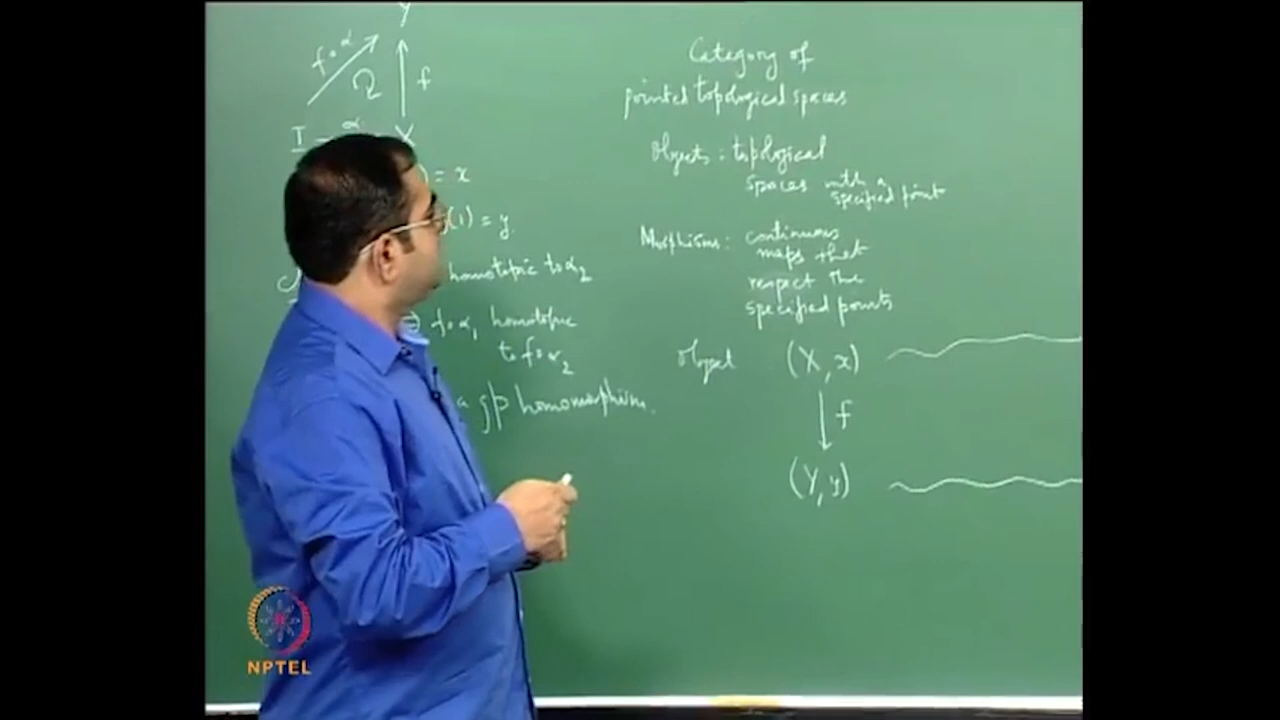 Y
f∘α
f
I
α
X
) = x
(1) = y.
homotopic to α₂
⇒ f∘α₁ homotopic
to f∘α₂
a gp homomorphism.
Category of
pointed topological spaces
Objects : topological
spaces with a
specified point
Morphisms : continuous
maps that
respect the
specified points
Object (X, x)
f
(Y, y)
NPTEL